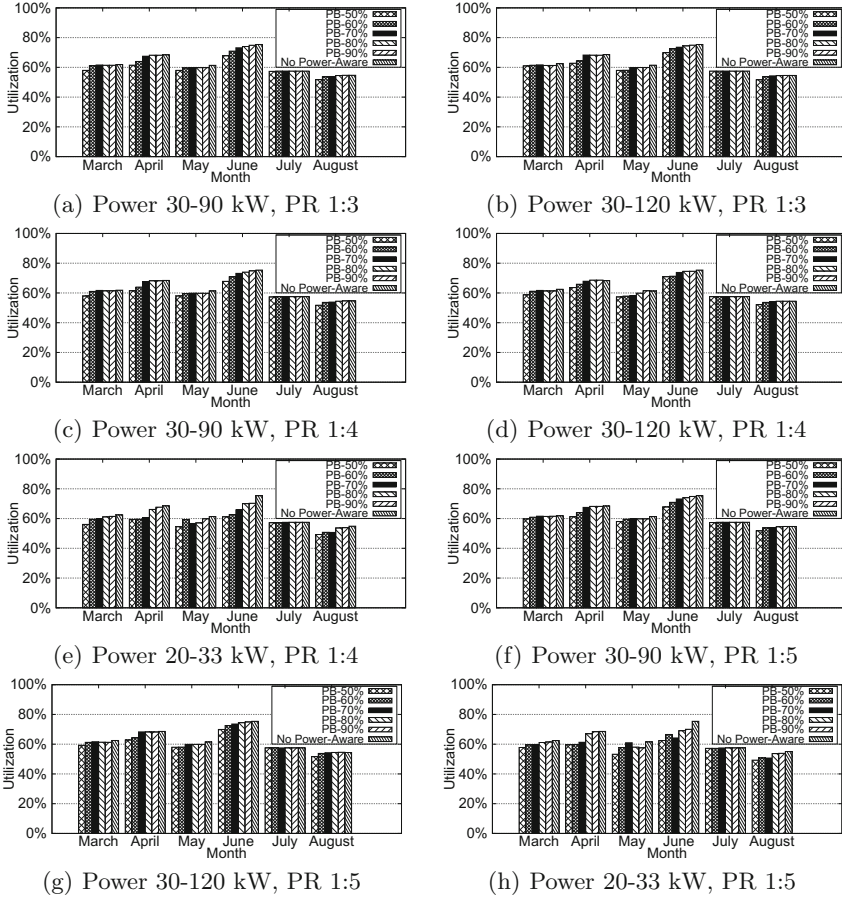 100%
80%
60%
40%
20%
0%
Utilization
PB-50%
PB-60%
PB-70%
PB-80%
PB-90%
No Power-Aware
March April May June July August
Month
(a) Power 30-90 kW, PR 1:3
100%
80%
60%
40%
20%
0%
Utilization
PB-50%
PB-60%
PB-70%
PB-80%
PB-90%
No Power-Aware
March April May June July August
Month
(b) Power 30-120 kW, PR 1:3
100%
80%
60%
40%
20%
0%
Utilization
PB-50%
PB-60%
PB-70%
PB-80%
PB-90%
No Power-Aware
March April May June July August
Month
(c) Power 30-90 kW, PR 1:4
100%
80%
60%
40%
20%
0%
Utilization
PB-50%
PB-60%
PB-70%
PB-80%
PB-90%
No Power-Aware
March April May June July August
Month
(d) Power 30-120 kW, PR 1:4
100%
80%
60%
40%
20%
0%
Utilization
PB-50%
PB-60%
PB-70%
PB-80%
PB-90%
No Power-Aware
March April May June July August
Month
(e) Power 20-33 kW, PR 1:4
100%
80%
60%
40%
20%
0%
Utilization
PB-50%
PB-60%
PB-70%
PB-80%
PB-90%
No Power-Aware
March April May June July August
Month
(f) Power 30-90 kW, PR 1:5
100%
80%
60%
40%
20%
0%
Utilization
PB-50%
PB-60%
PB-70%
PB-80%
PB-90%
No Power-Aware
March April May June July August
Month
(g) Power 30-120 kW, PR 1:5
100%
80%
60%
40%
20%
0%
Utilization
PB-50%
PB-60%
PB-70%
PB-80%
PB-90%
No Power-Aware
March April May June July August
Month
(h) Power 20-33 kW, PR 1:5